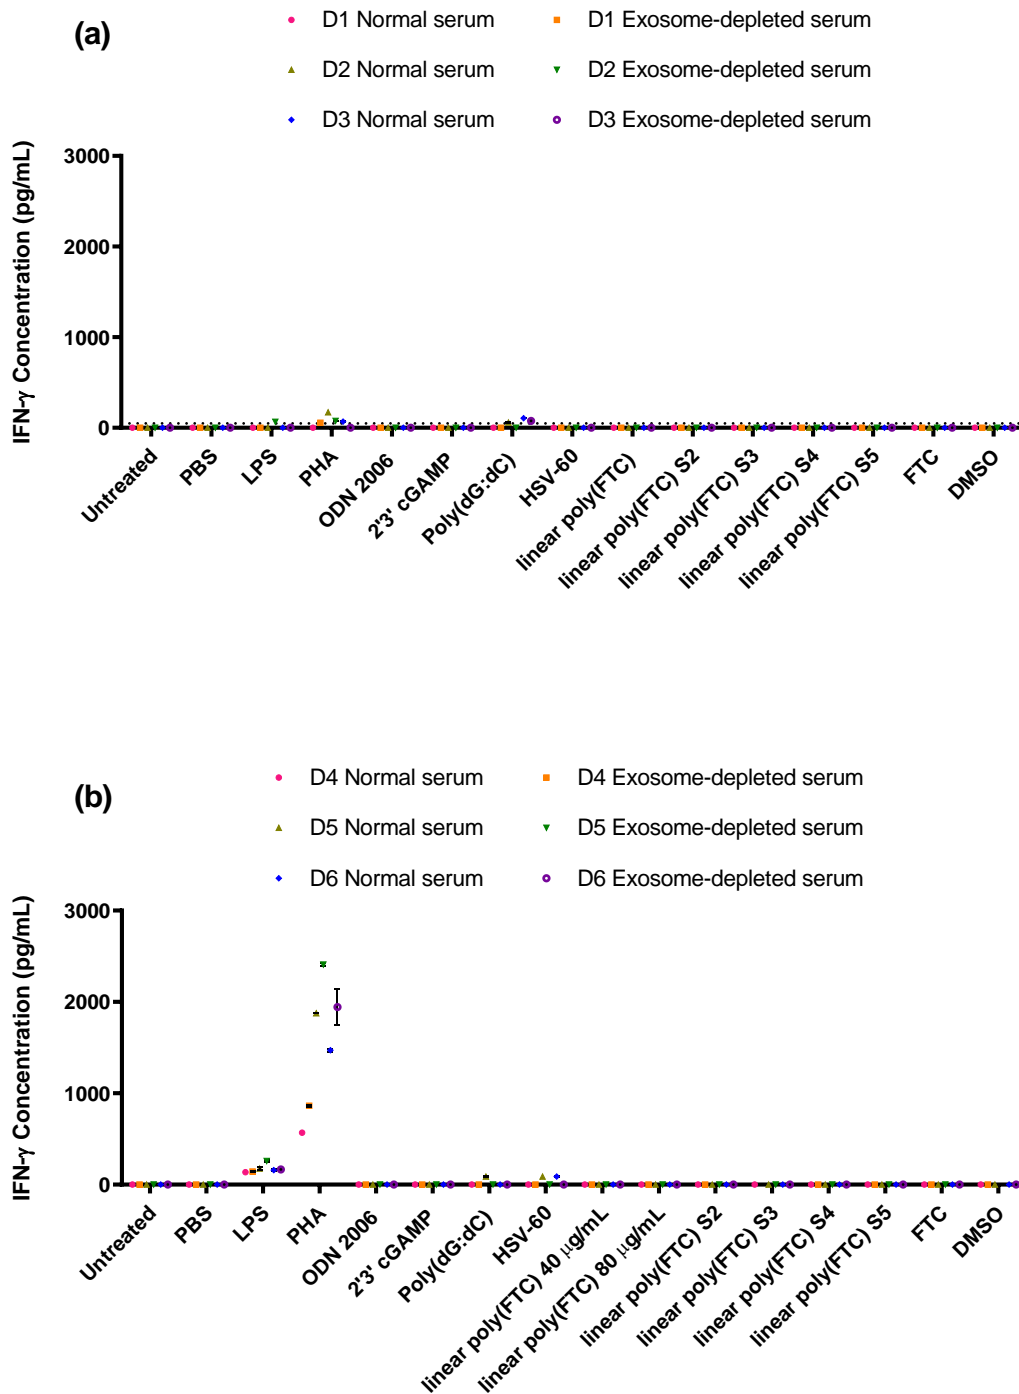 (a)
D1 Normal serum
D1 Exosome-depleted serum
D2 Normal serum
D2 Exosome-depleted serum
D3 Normal serum
D3 Exosome-depleted serum
IFN-γ Concentration (pg/mL)
3000
2000
1000
0
Untreated
PBS
LPS
PHA
ODN 2006
2'3' cGAMP
Poly(dG:dC)
HSV-60
linear poly(FTC)
linear poly(FTC) S2
linear poly(FTC) S3
linear poly(FTC) S4
linear poly(FTC) S5
FTC
DMSO
(b)
D4 Normal serum
D4 Exosome-depleted serum
D5 Normal serum
D5 Exosome-depleted serum
D6 Normal serum
D6 Exosome-depleted serum
IFN-γ Concentration (pg/mL)
3000
2000
1000
0
Untreated
PBS
LPS
PHA
ODN 2006
2'3' cGAMP
Poly(dG:dC)
HSV-60
linear poly(FTC) 40 μg/mL
linear poly(FTC) 80 μg/mL
linear poly(FTC) S2
linear poly(FTC) S3
linear poly(FTC) S4
linear poly(FTC) S5
FTC
DMSO